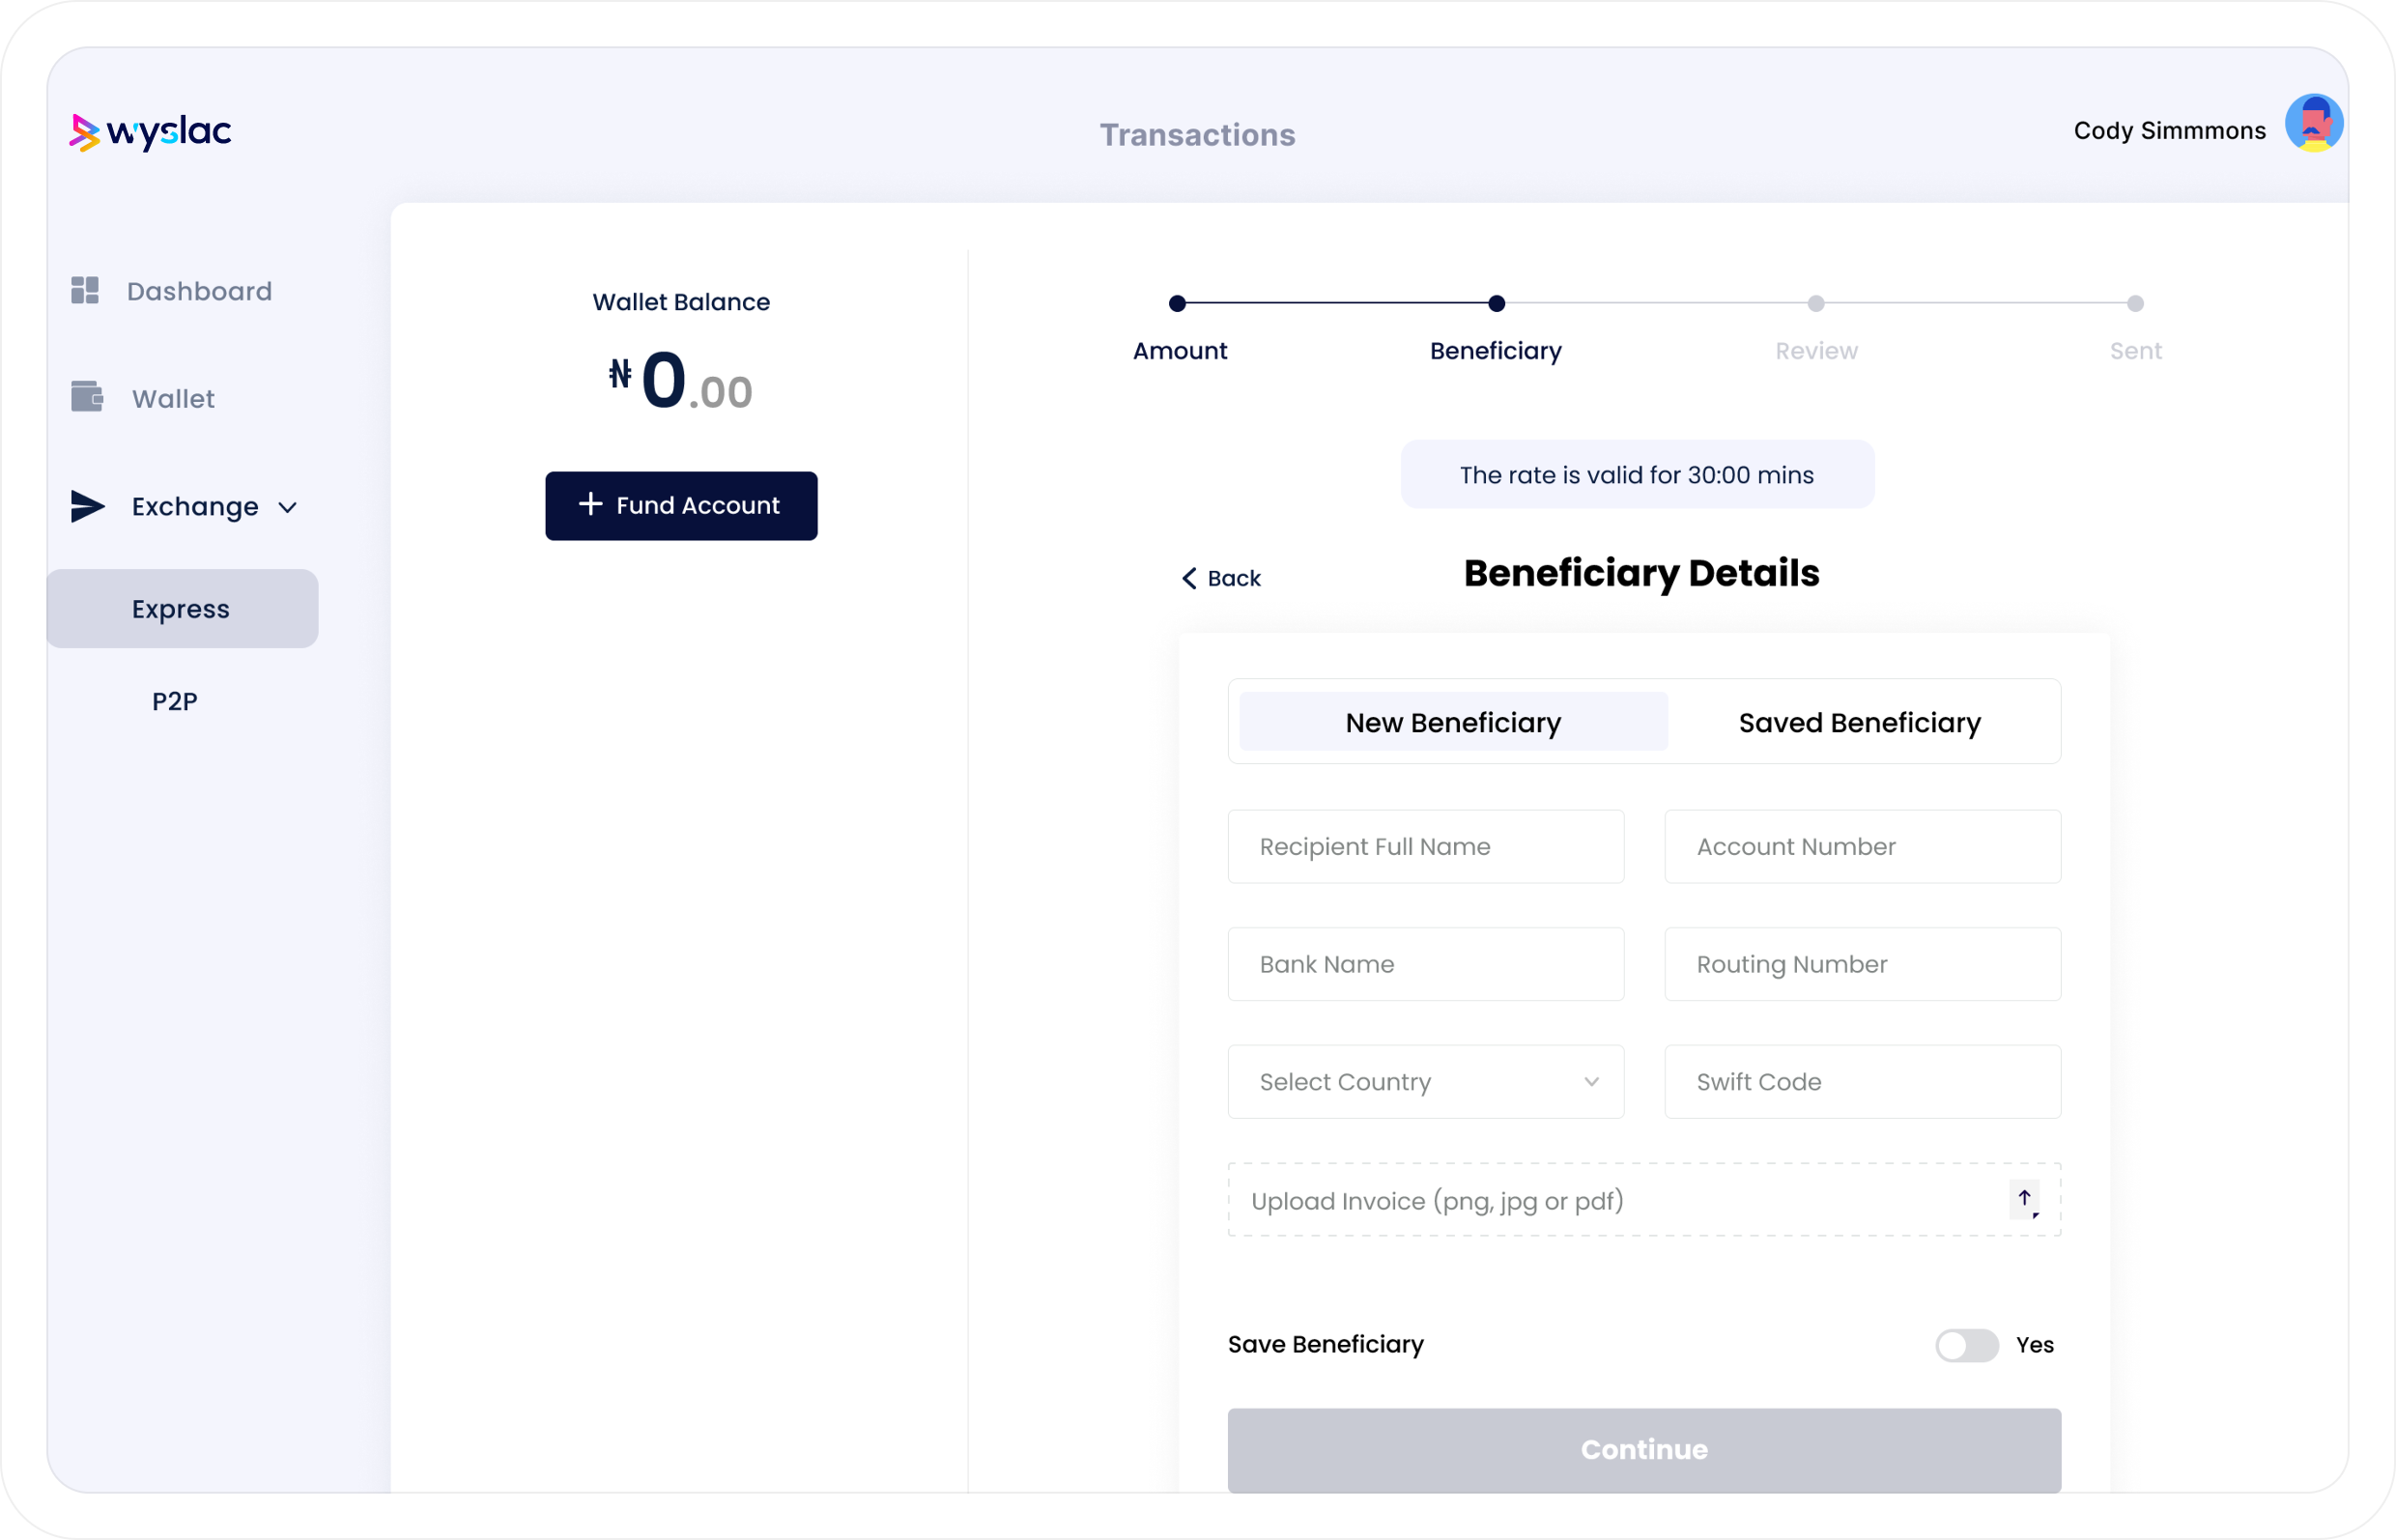 wyslac
Transactions
Cody Simmmons
Dashboard
Wallet
Exchange
Express
P2P
Wallet Balance
₦0.00
Fund Account
Amount
Beneficiary
Review
Sent
The rate is valid for 30:00 mins
Back
Beneficiary Details
New Beneficiary
Saved Beneficiary
Recipient Full Name
Account Number
Bank Name
Routing Number
Select Country
Swift Code
Upload Invoice (png, jpg or pdf)
Save Beneficiary
Yes
Continue